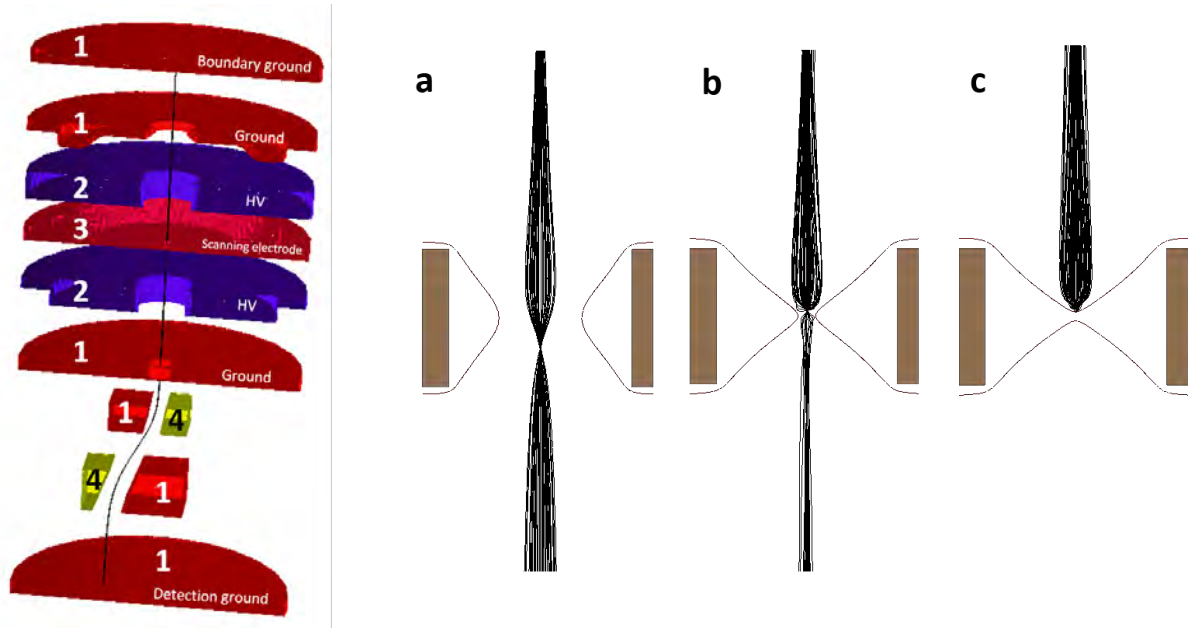 1
Boundary ground
1
Ground
2
HV
3
Scanning electrode
2
HV
1
Ground
1
4
4
1
1
Detection ground
a
b
c